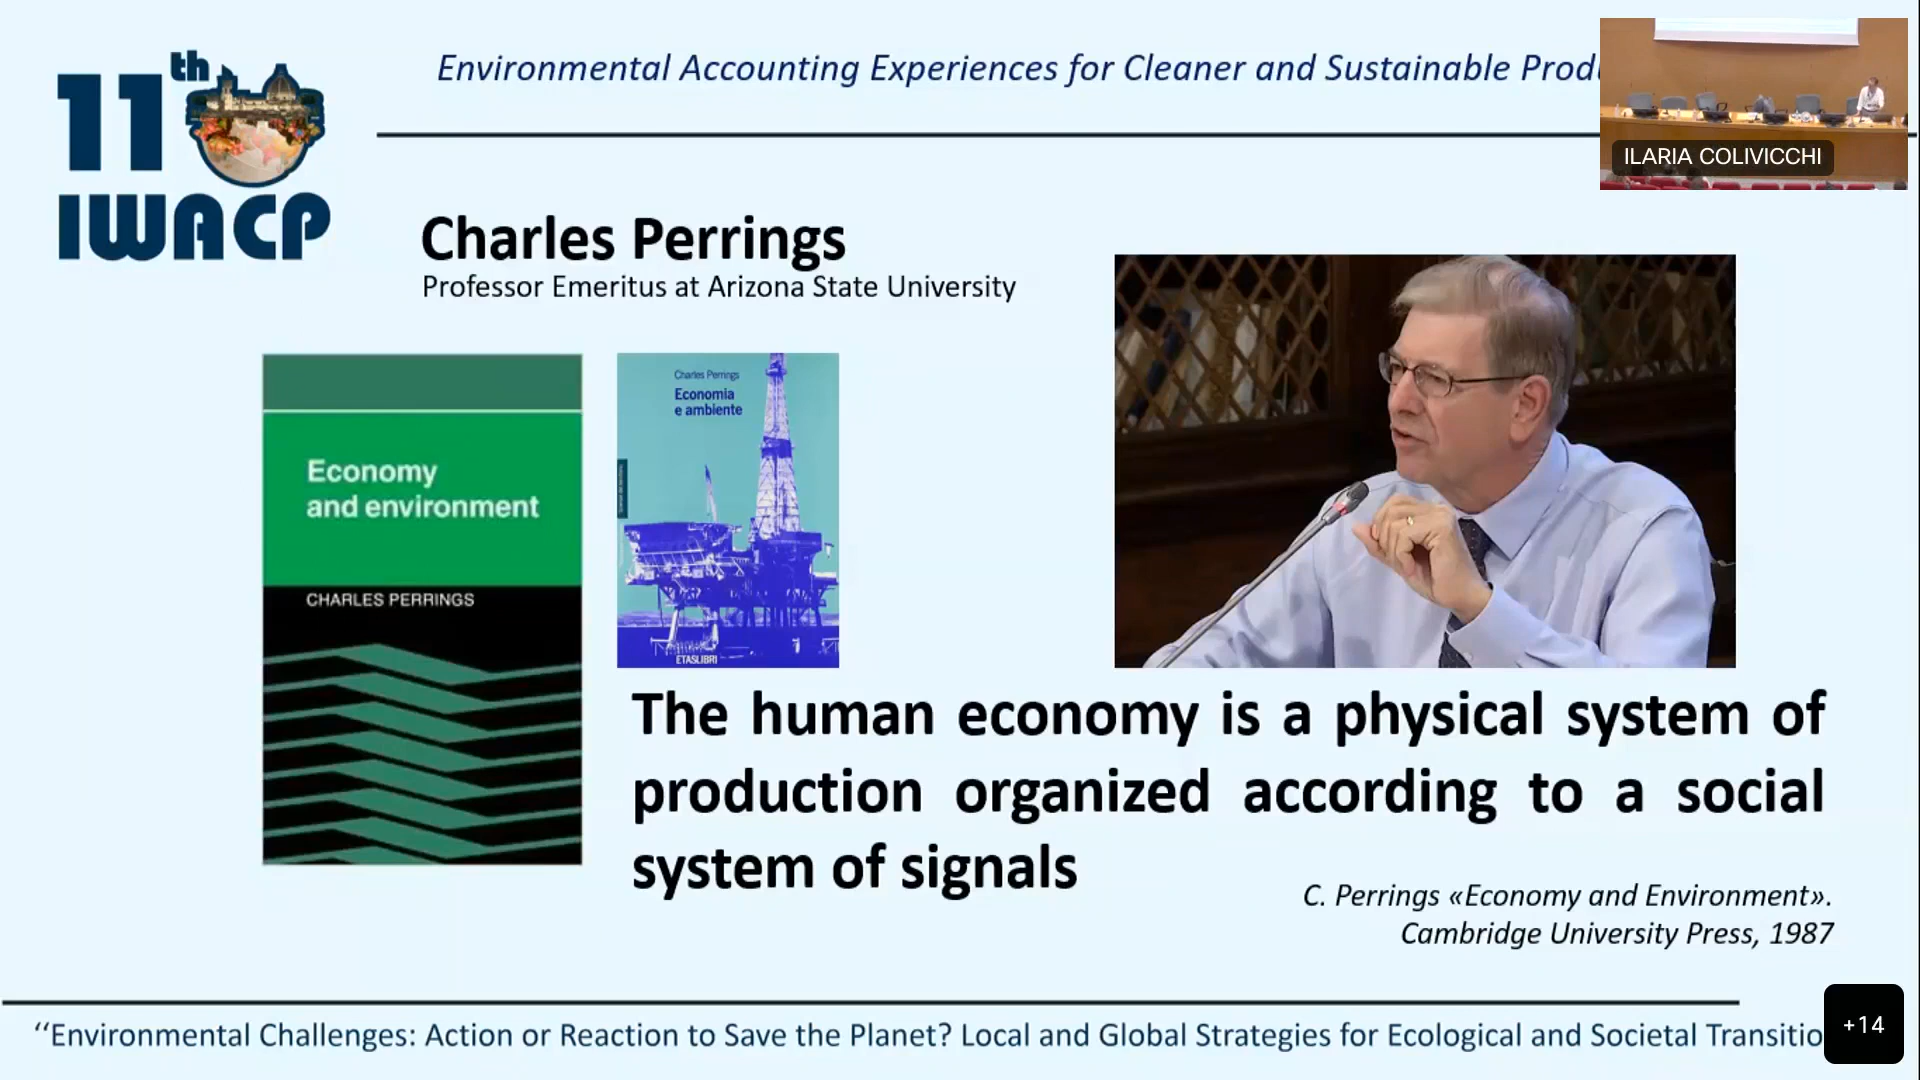 11th
IWACP
Environmental Accounting Experiences for Cleaner and Sustainable Prod
ILARIA COLIVICCHI
Charles Perrings
Professor Emeritus at Arizona State University
Economy
and environment
CHARLES PERRINGS
Charles Perrings
Economia
e ambiente
ETASLIBRI
The human economy is a physical system of
production organized according to a social
system of signals
C. Perrings «Economy and Environment».
Cambridge University Press, 1987
“Environmental Challenges: Action or Reaction to Save the Planet? Local and Global Strategies for Ecological and Societal Transitio
+14